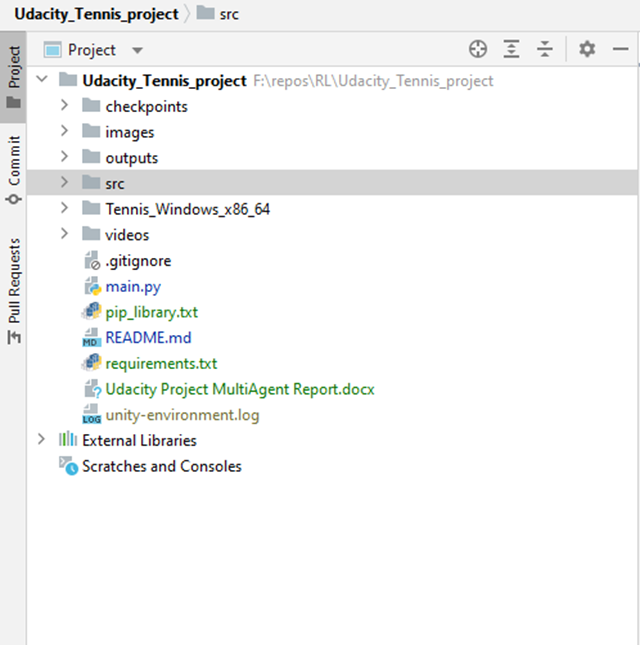 Udacity_Tennis_project src
Project
Project
Commit
Pull Requests
Udacity_Tennis_project F:\repos\RL\Udacity_Tennis_project
checkpoints
images
outputs
src
Tennis_Windows_x86_64
videos
.gitignore
main.py
pip_library.txt
MD README.md
requirements.txt
? Udacity Project MultiAgent Report.docx
LOG unity-environment.log
External Libraries
Scratches and Consoles